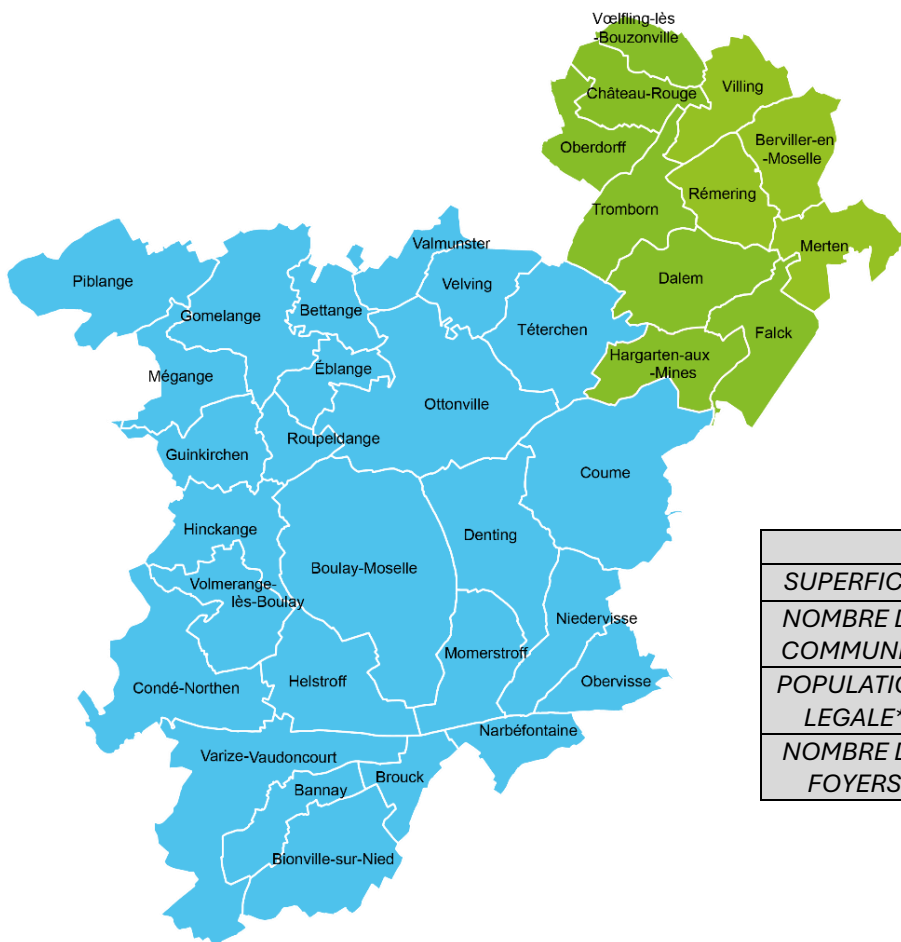 Vœlfling-lès
-Bouzonville
Château-Rouge
Villing
Oberdorff
Berviller-en
-Moselle
Rémering
Tromborn
Merten
Dalem
Falck
Hargarten-aux
-Mines
Valmunster
Piblange
Velving
Gomelange
Bettange
Téterchen
Éblange
Mégange
Ottonville
Roupeldange
Guinkirchen
Coume
Hinckange
Denting
Boulay-Moselle
Volmerange-
lès-Boulay
Niedervisse
Momerstroff
Obervisse
Condé-Northen
Helstroff
Narbéfontaine
Varize-Vaudoncourt
Brouck
Bannay
Bionville-sur-Nied
SUPERFIC
NOMBRE D
COMMUN
POPULATIO
LEGALE*
NOMBRE D
FOYERS